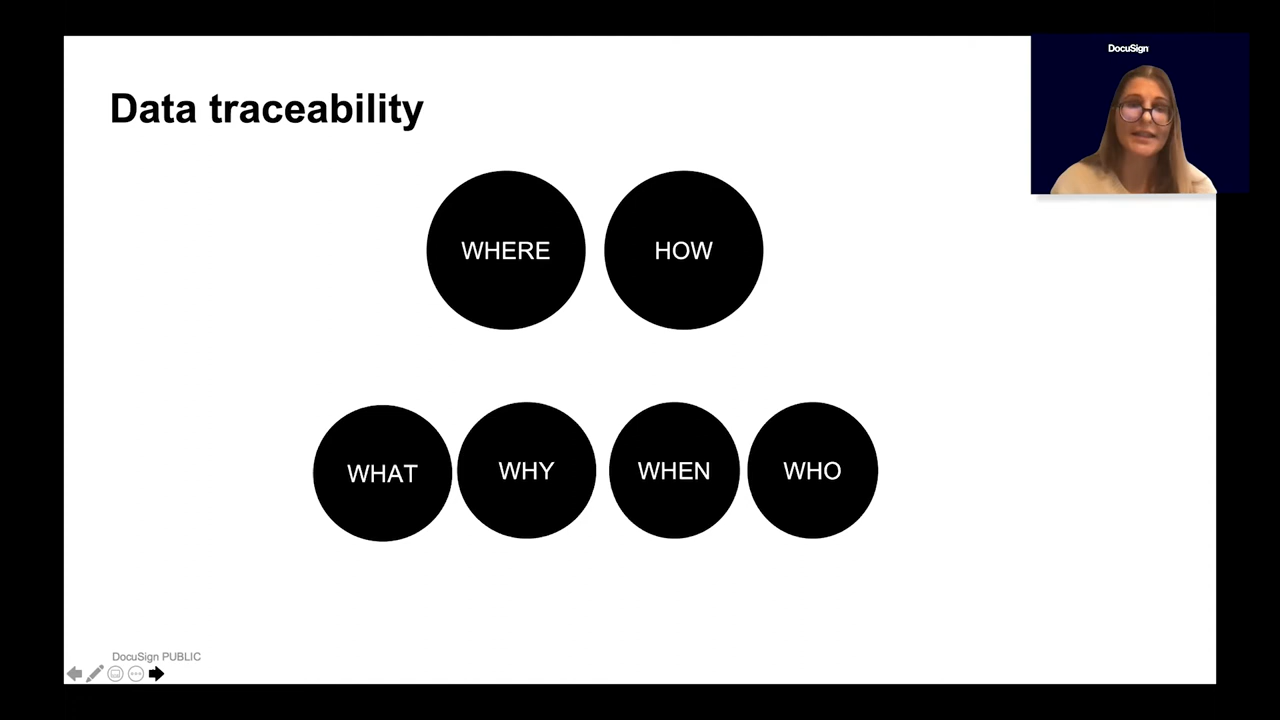 DocuSign
Data traceability
WHERE HOW
WHAT WHY WHEN WHO
DocuSign PUBLIC